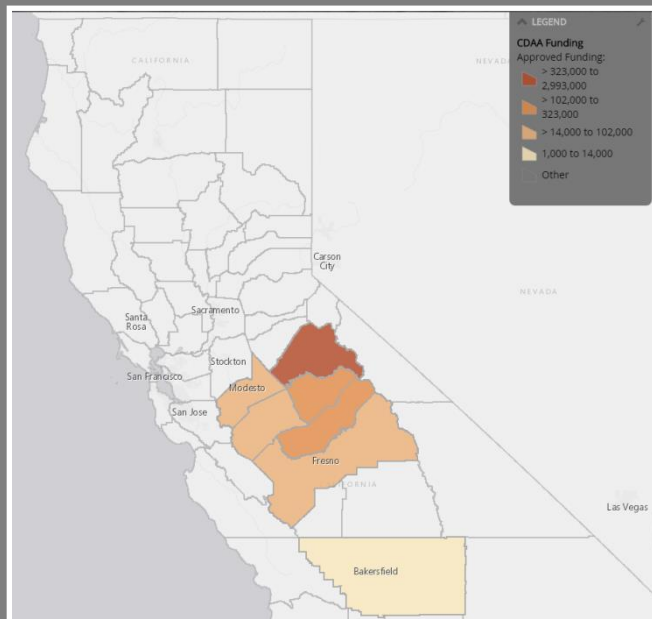 LEGEND
CDAA Funding
Approved Funding:
> 323,000 to
2,993,000
> 102,000 to
323,000
> 14,000 to 102,000
1,000 to 14,000
Other
CALIFORNIA
NEVADA
Carson
City
NEVADA
Sacramento
Santa
Rosa
Stockton
San Francisco
Modesto
San Jose
Fresno
Las Vegas
Bakersfield